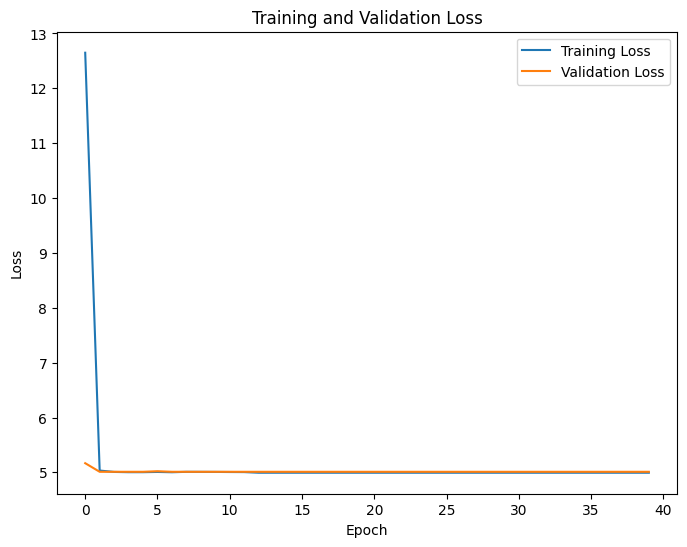 Training and Validation Loss
Training Loss
Validation Loss
Loss
13
12
11
10
9
8
7
6
5
0 5 10 15 20 25 30 35 40
Epoch